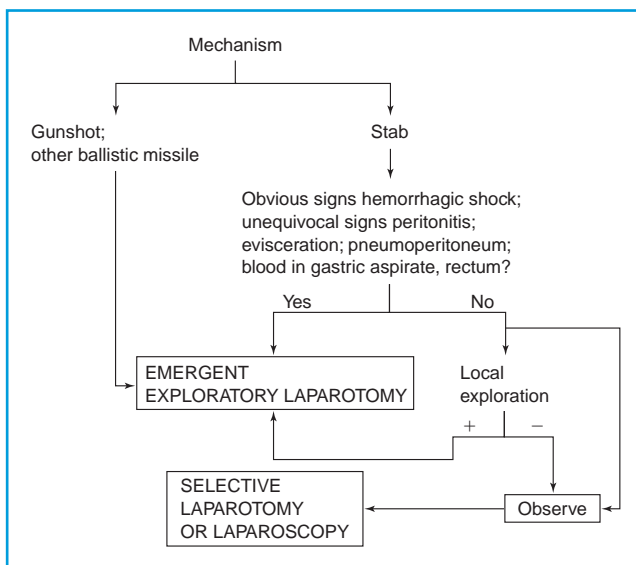 Mechanism
Gunshot;
other ballistic missile
Stab
Obvious signs hemorrhagic shock;
unequivocal signs peritonitis;
evisceration; pneumoperitoneum;
blood in gastric aspirate, rectum?
Yes
No
EMERGENT
EXPLORATORY LAPAROTOMY
Local
exploration
+
−
SELECTIVE
LAPAROTOMY
OR LAPAROSCOPY
Observe